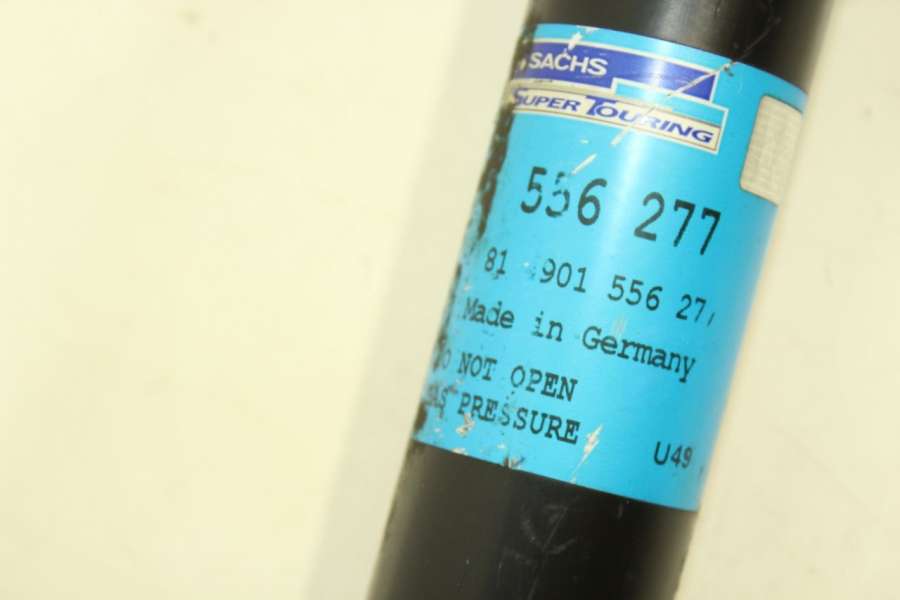 SACHS
SUPER TOURING
556 277
81 901 556 27
Made in Germany
NOT OPEN
PRESSURE
U49